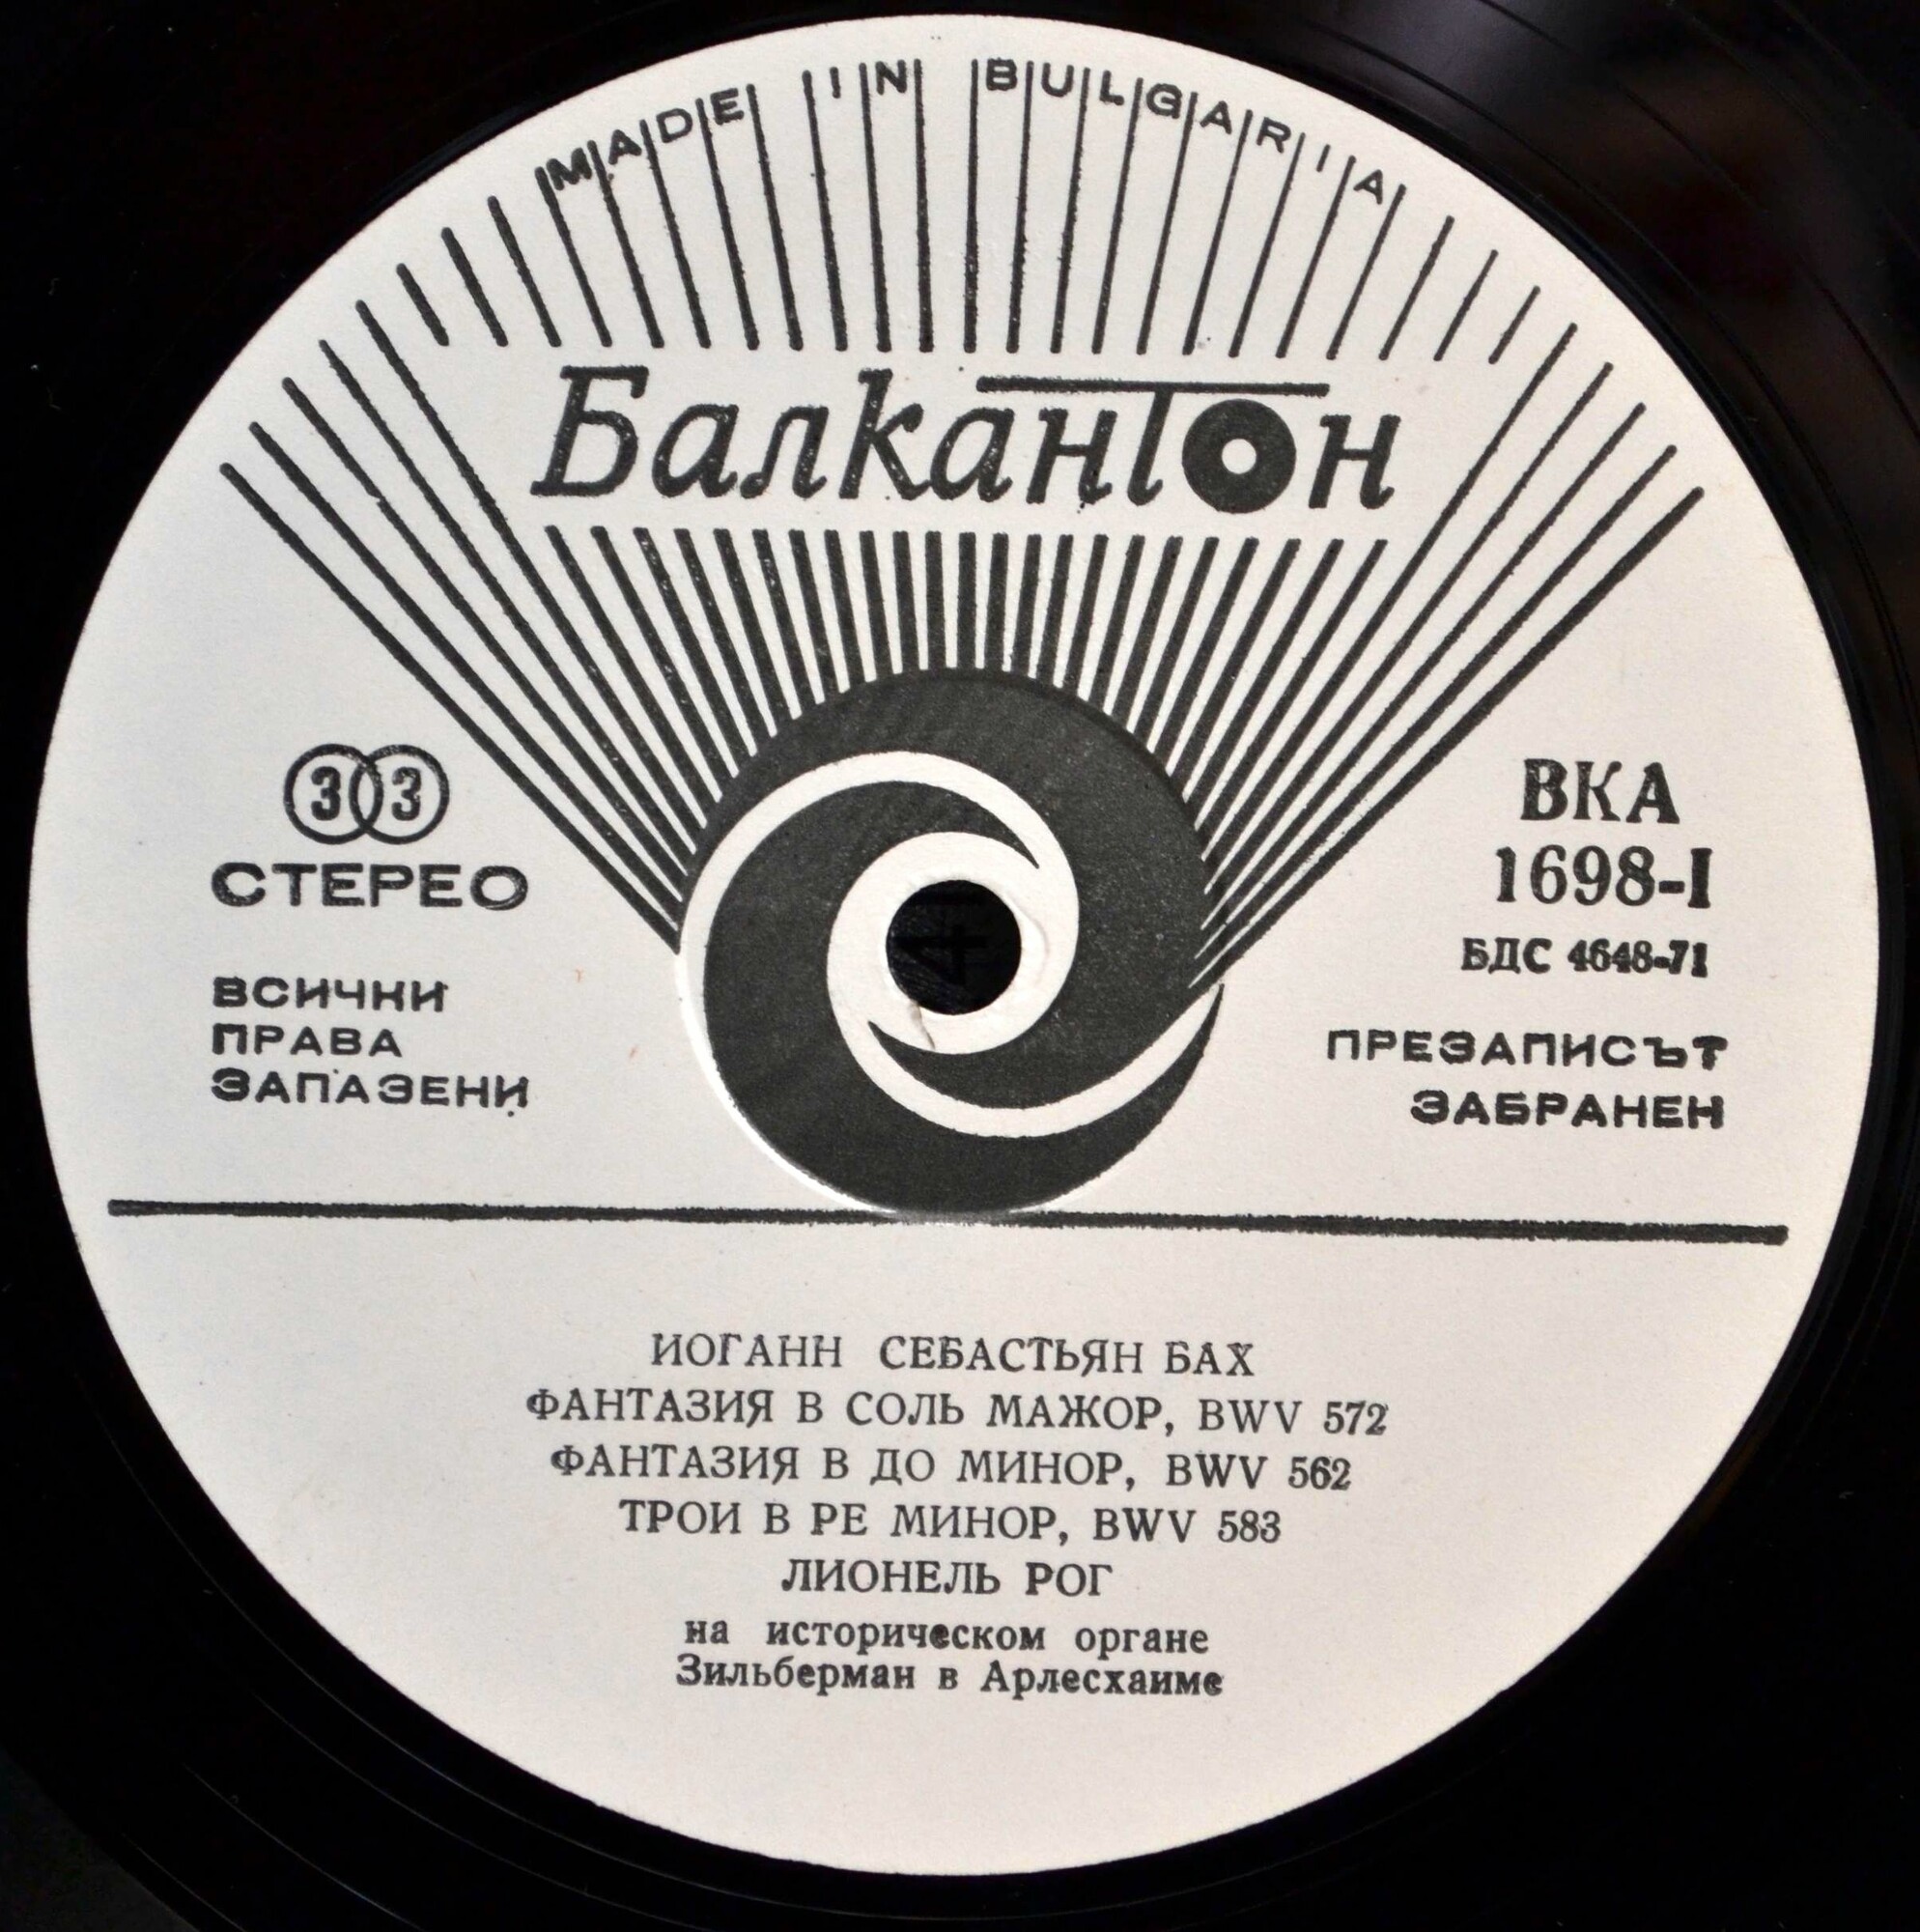 MADE IN BULGARIA
Балкантон
33
СТЕРЕО
ВСИЧКИ
ПРАВА
ЗАПАЗЕНИ
ВКА
1698-I
БДС 4648-71
ПРЕЗАПИСЪТ
ЗАБРАНЕН
ИОГАНН СЕБАСТЬЯН БАХ
ФАНТАЗИЯ В СОЛЬ МАЖОР, BWV 572
ФАНТАЗИЯ В ДО МИНОР, BWV 562
ТРОИ В РЕ МИНОР, BWV 583
ЛИОНЕЛЬ РОГ
на историческом органе
Зильберман в Арлесхаиме